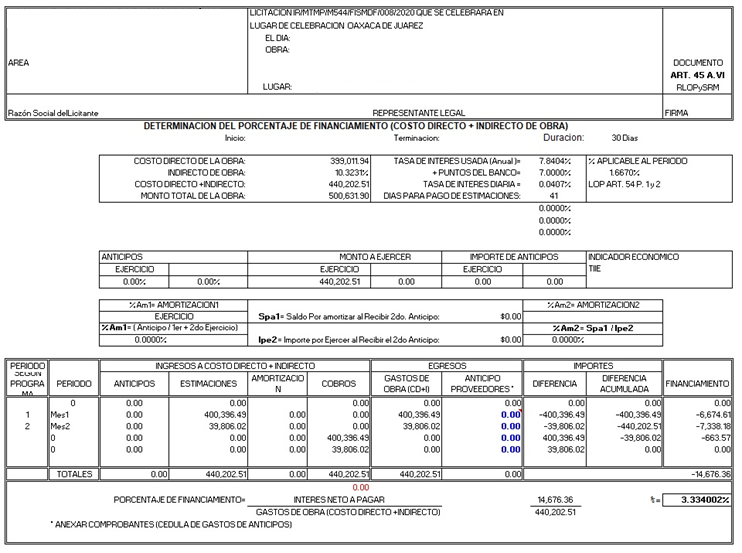 LICITACION IR/MTMP/M544/FISMDF/008/2020 QUE SE CELEBRARA EN
LUGAR DE CELEBRACION OAXACA DE JUAREZ
EL DIA:
OBRA:
AREA
DOCUMENTO
ART. 45 A.VI
LUGAR:
RLOPySRM
Razón Social delLicitante REPRESENTANTE LEGAL FIRMA
DETERMINACION DEL PORCENTAJE DE FINANCIAMIENTO (COSTO DIRECTO + INDIRECTO DE OBRA)
Inicio: Terminacion: Duracion: 30 Dias
COSTO DIRECTO DE LA OBRA: 399,011.94 TASA DE INTERES USADA (Anual )= 7.8404% % APLICABLE AL PERIODO
INDIRECTO DE OBRA: 10.3231% + PUNTOS DEL BANCO= 7.0000% 1.6670%
COSTO DIRECTO +INDIRECTO: 440,202.51 TASA DE INTERES DIARIA = 0.0407% LOP ART. 54 P. 1y 2
MONTO TOTAL DE LA OBRA: 500,631.90 DIAS PARA PAGO DE ESTIMACIONES: 41
0.0000%
0.0000%
0.0000%
ANTICIPOS MONTO A EJERCER IMPORTE DE ANTICIPOS INDICADOR ECONOMICO
EJERCICIO EJERCICIO EJERCICIO TIIE
0.00% 0.00% 440,202.51 0.00 0.00 0.00
%Am1= AMORTIZACION1 %Am2= AMORTIZACION2
EJERCICIO Spa1= Saldo Por amortizar al Recibir 2do. Anticipo: $0.00
%Am1= ( Anticipo / 1er + 2do Ejercicio) %Am2= Spa1 / Ipe2
0.0000% Ipe2= Importe por Ejercer al Recibir el 2do Anticipo: $0.00 0.0000%
PERIODO SEGUN PROGRAMA PERIODO INGRESOS A COSTO DIRECTO + INDIRECTO EGRESOS IMPORTES
ANTICIPOS ESTIMACIONES AMORTIZACION COBROS GASTOS DE OBRA (CD+I) ANTICIPO PROVEEDORES* DIFERENCIA DIFERENCIA ACUMULADA FINANCIAMIENTO
0 0.00 0.00 0.00 0.00 0.00 0.00 0.00 0.00 0.00
1 Mes1 0.00 400,396.49 0.00 0.00 400,396.49 0.00 -400,396.49 -400,396.49 -6,674.61
2 Mes2 0.00 39,806.02 0.00 0.00 39,806.02 0.00 -39,806.02 -440,202.51 -7,338.18
0 0.00 0.00 0.00 400,396.49 0.00 0.00 400,396.49 -39,806.02 -663.57
0 0.00 0.00 0.00 39,806.02 0.00 0.00 39,806.02 0.00 0.00
TOTALES 0.00 440,202.51 0.00 440,202.51 440,202.51 0.00 -14,676.36
0.00
PORCENTAJE DE FINANCIAMIENTO= INTERES NETO A PAGAR 14,676.36 %= 3.334002%
GASTOS DE OBRA (COSTO DIRECTO +INDIRECTO) 440,202.51
* ANEXAR COMPROBANTES (CEDULA DE GASTOS DE ANTICIPOS)